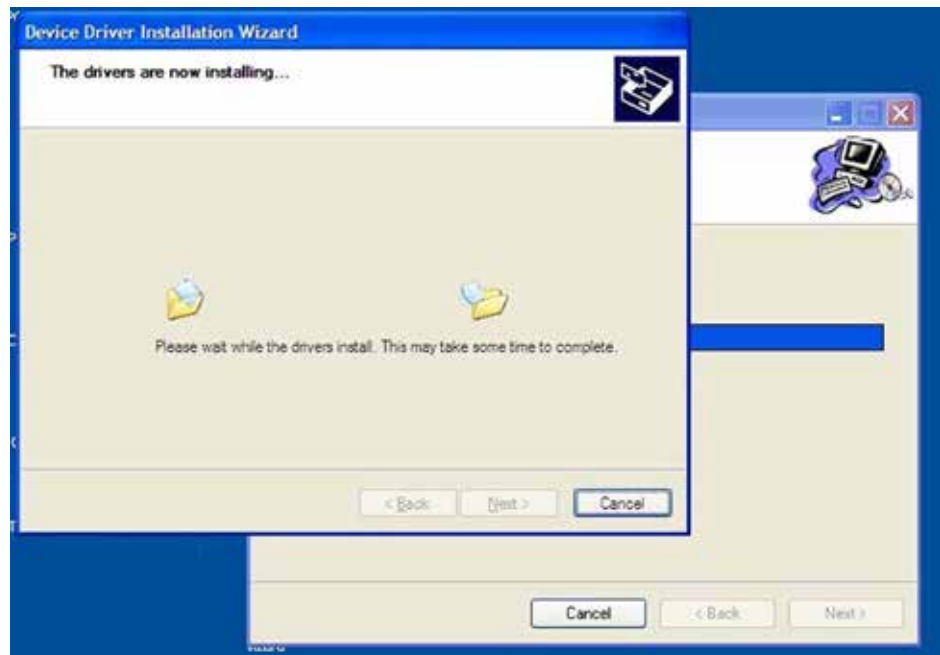 Device Driver Installation Wizard
The drivers are now installing...
Please wait while the drivers install. This may take some time to complete.
< Back
Next >
Cancel
Cancel
< Back
Next >